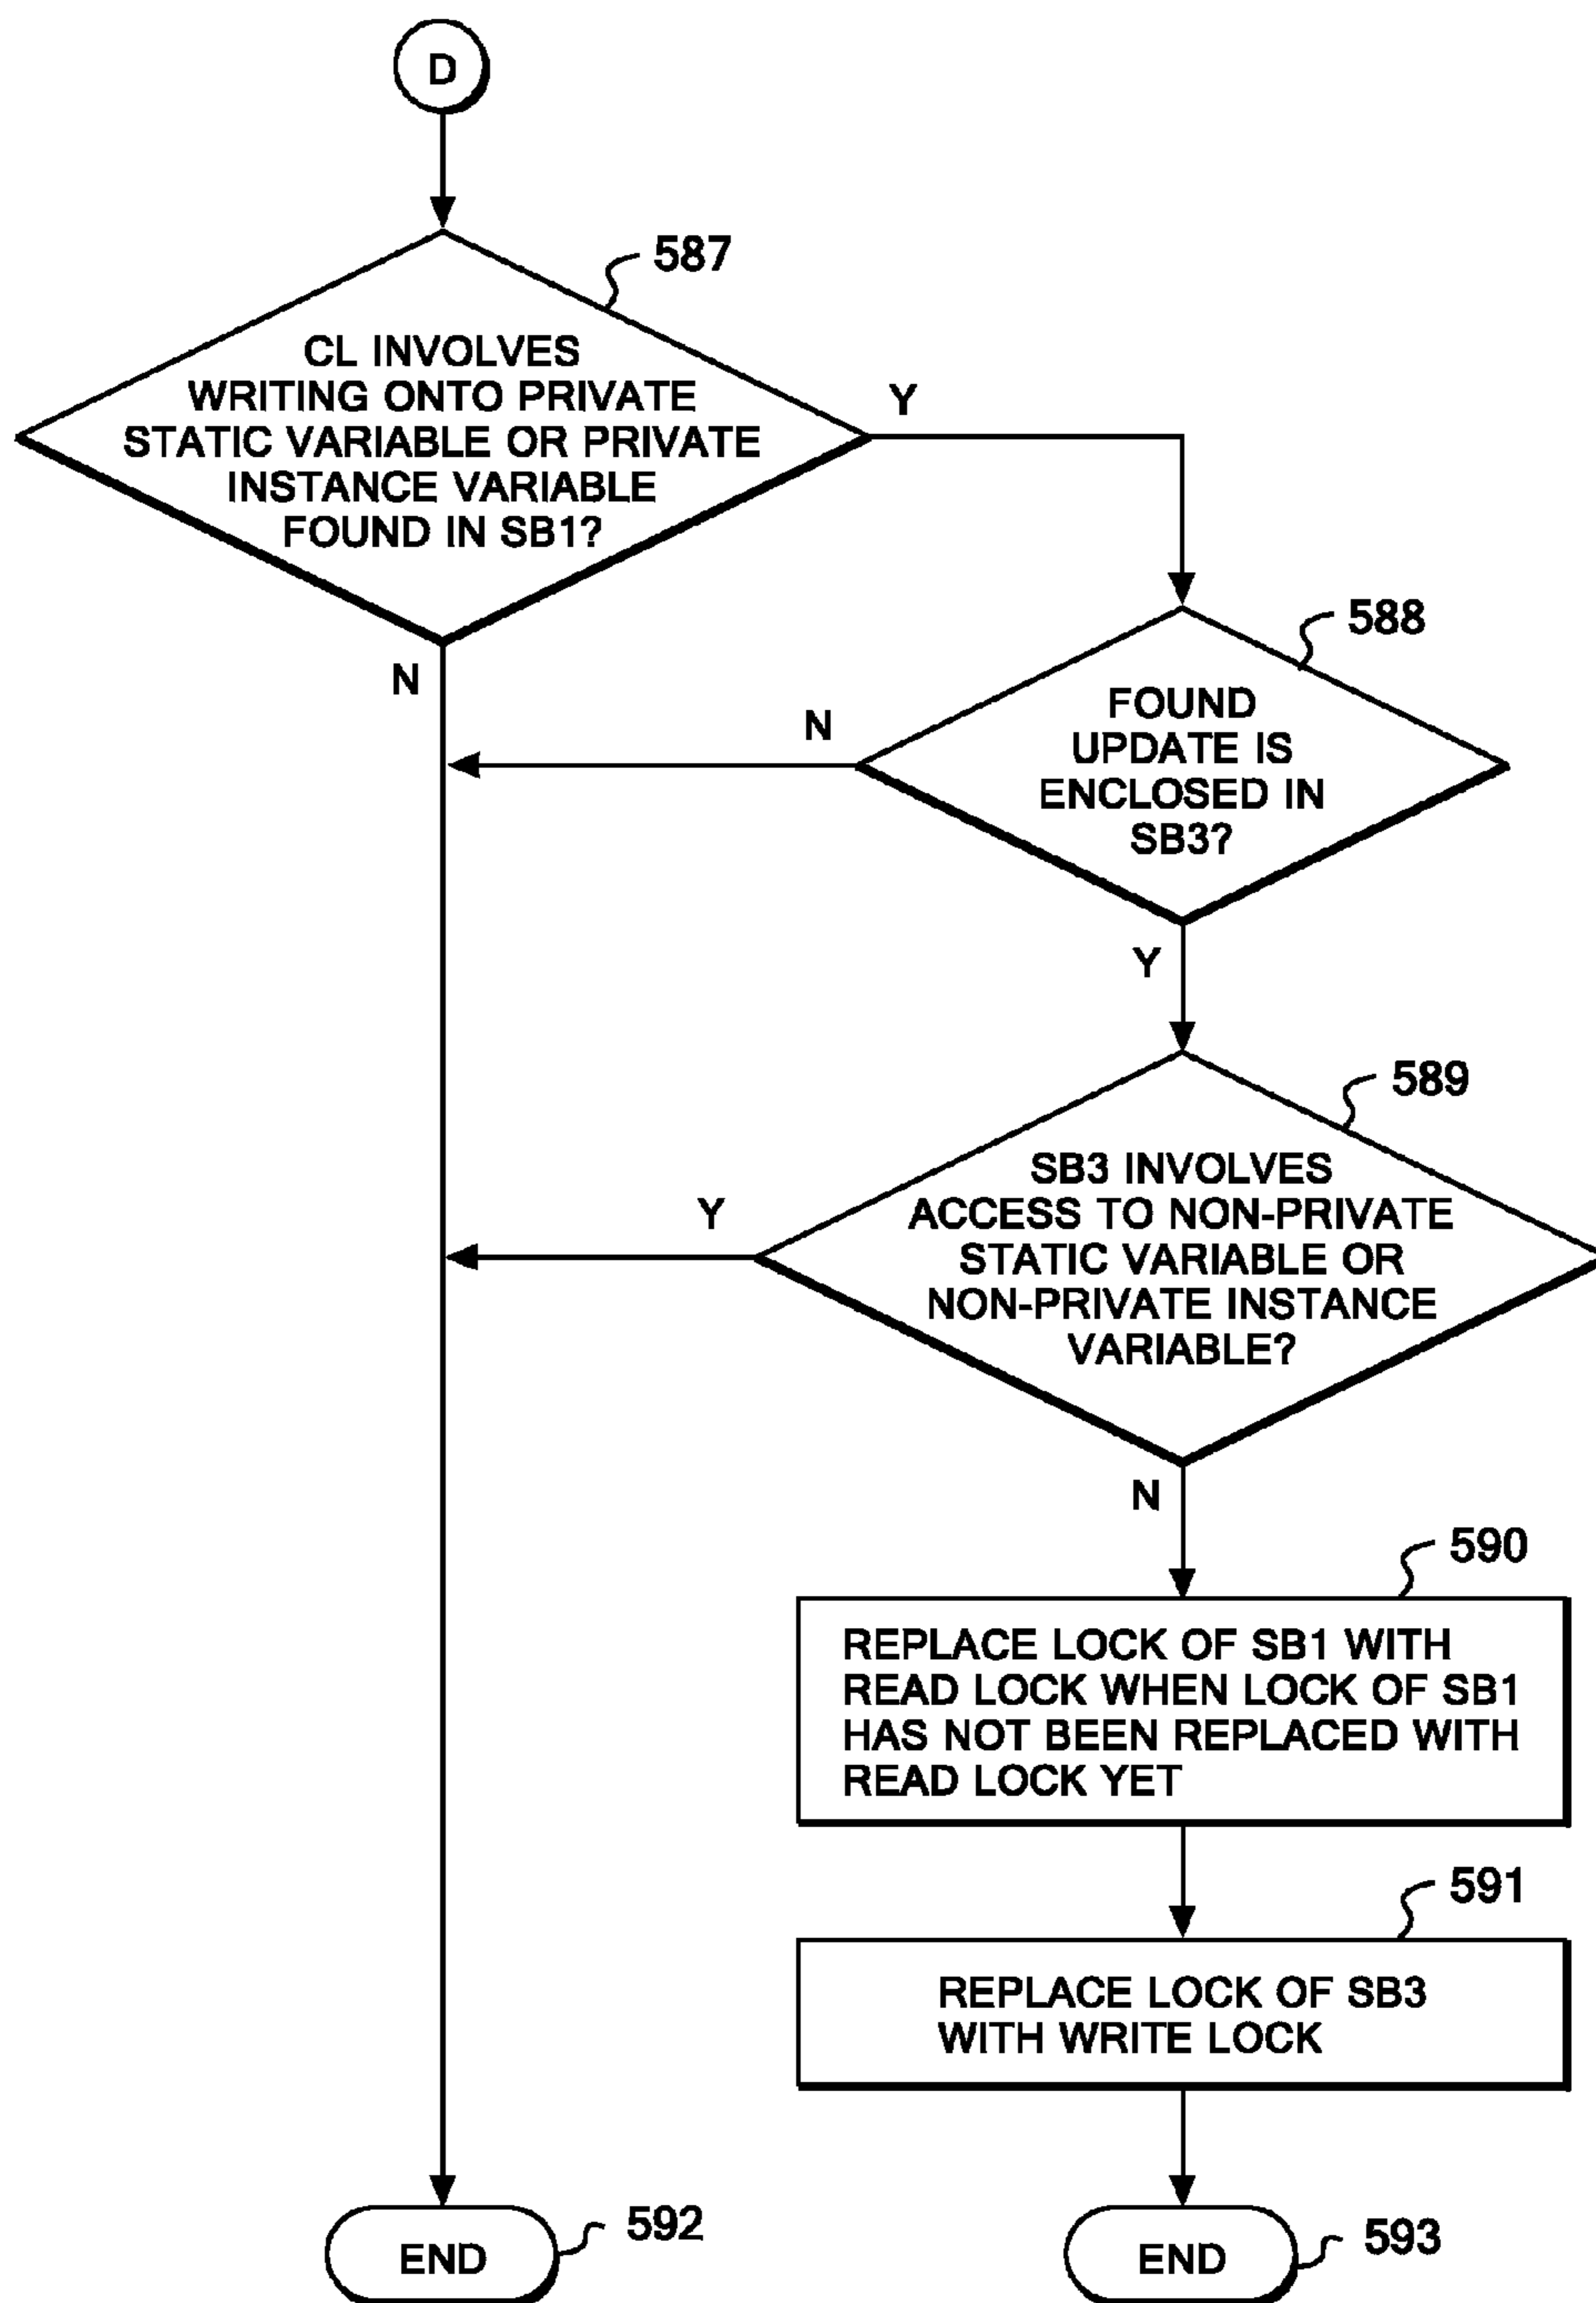 D
587
CL INVOLVES
WRITING ONTO PRIVATE
STATIC VARIABLE OR PRIVATE
INSTANCE VARIABLE
FOUND IN SB1?
Y
N
588
FOUND
UPDATE IS
ENCLOSED IN
SB3?
N
Y
589
SB3 INVOLVES
ACCESS TO NON-PRIVATE
STATIC VARIABLE OR
NON-PRIVATE INSTANCE
VARIABLE?
Y
N
590
REPLACE LOCK OF SB1 WITH
READ LOCK WHEN LOCK OF SB1
HAS NOT BEEN REPLACED WITH
READ LOCK YET
591
REPLACE LOCK OF SB3
WITH WRITE LOCK
END
592
END
593